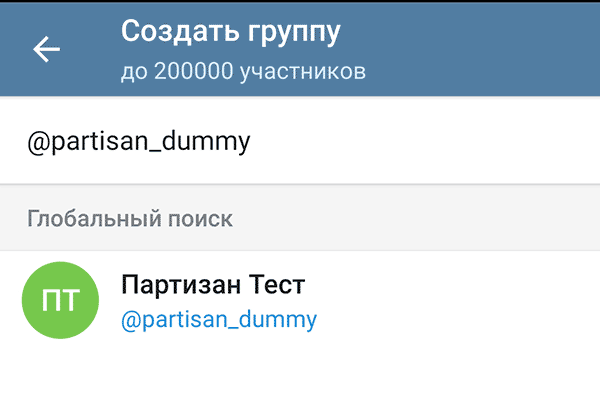 Создать группу
до 200000 участников
@partisan_dummy
Глобальный поиск
ПТ
Партизан Тест
@partisan_dummy